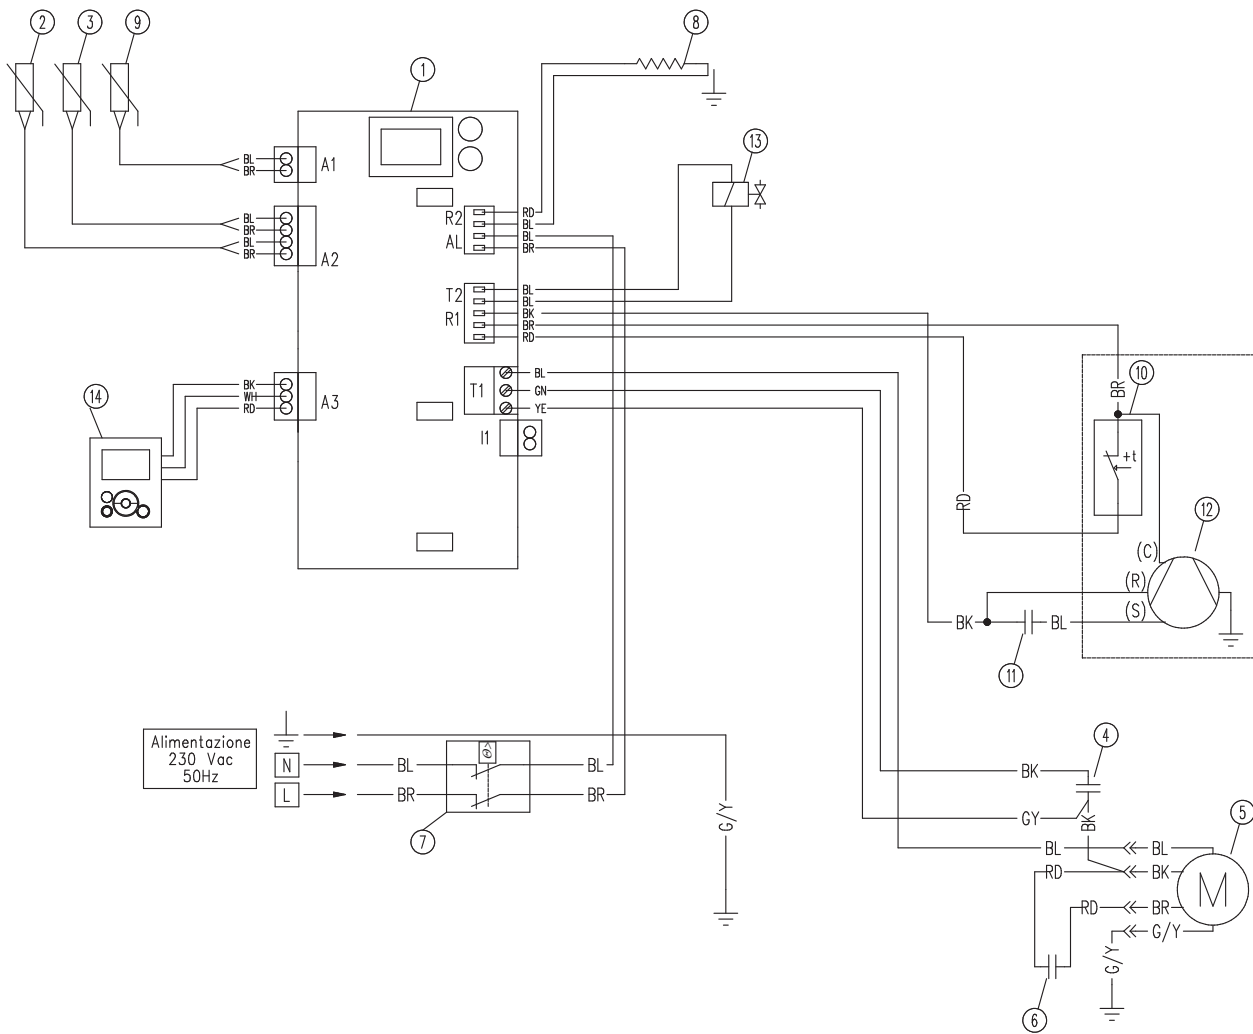 2
3
9
8
1
13
BL
BR
A1
BL
BR
BL
BR
A2
R2
AL
RD
BL
BL
BR
T2
R1
BL
BL
BK
BR
RD
14
BK
WH
RD
A3
T1
BL
GN
YE
I1
BR
10
+t
RD
12
(C)
(R)
(S)
BK
BL
11
Alimentazione
230 Vac
50Hz
N
L
BL
BR
BL
BR
7
G/Y
BK
4
GY
BK
5
BL
BL
RD
BK
M
RD
BR
G/Y
G/Y
6